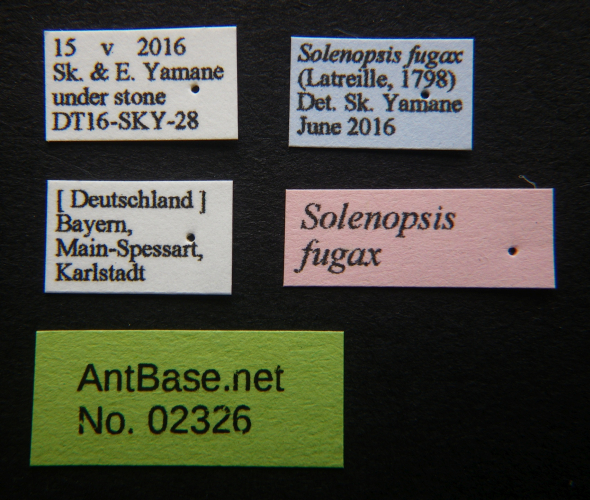 15 v 2016
Sk. & E. Yamane
under stone
DT16-SKY-28
Solenopsis fugax
(Latreille, 1798)
Det. Sk. Yamane
June 2016
[ Deutschland ]
Bayern,
Main-Spessart,
Karlstadt
Solenopsis
fugax
AntBase.net
No. 02326